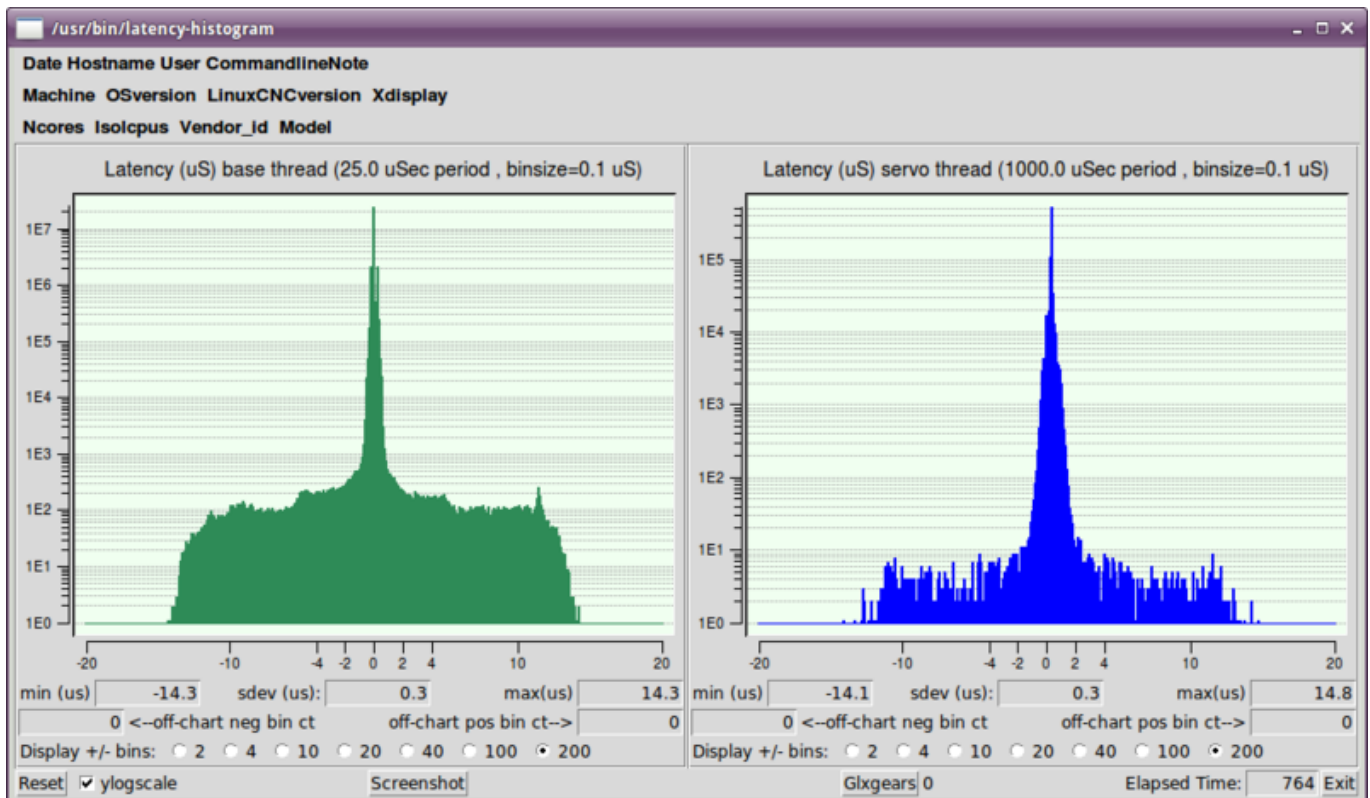 /usr/bin/latency-histogram
Date Hostname User CommandlineNote
Machine OSversion LinuxCNCversion Xdisplay
Ncores Isolcpus Vendor_id Model
Latency (uS) base thread (25.0 uSec period , binsize=0.1 uS)
1E7
1E6
1E5
1E4
1E3
1E2
1E1
1E0
-20 -10 -4 -2 0 2 4 10 20
min (us) -14.3 sdev (us): 0.3 max(us) 14.3
0 <--off-chart neg bin ct off-chart pos bin ct--> 0
Display +/- bins: 2 4 10 20 40 100 200
Latency (uS) servo thread (1000.0 uSec period , binsize=0.1 uS)
1E5
1E4
1E3
1E2
1E1
1E0
-20 -10 -4 -2 0 2 4 10 20
min (us) -14.1 sdev (us): 0.3 max(us) 14.8
0 <--off-chart neg bin ct off-chart pos bin ct--> 0
Display +/- bins: 2 4 10 20 40 100 200
Reset ylogscale Screenshot Glxgears 0 Elapsed Time: 764 Exit